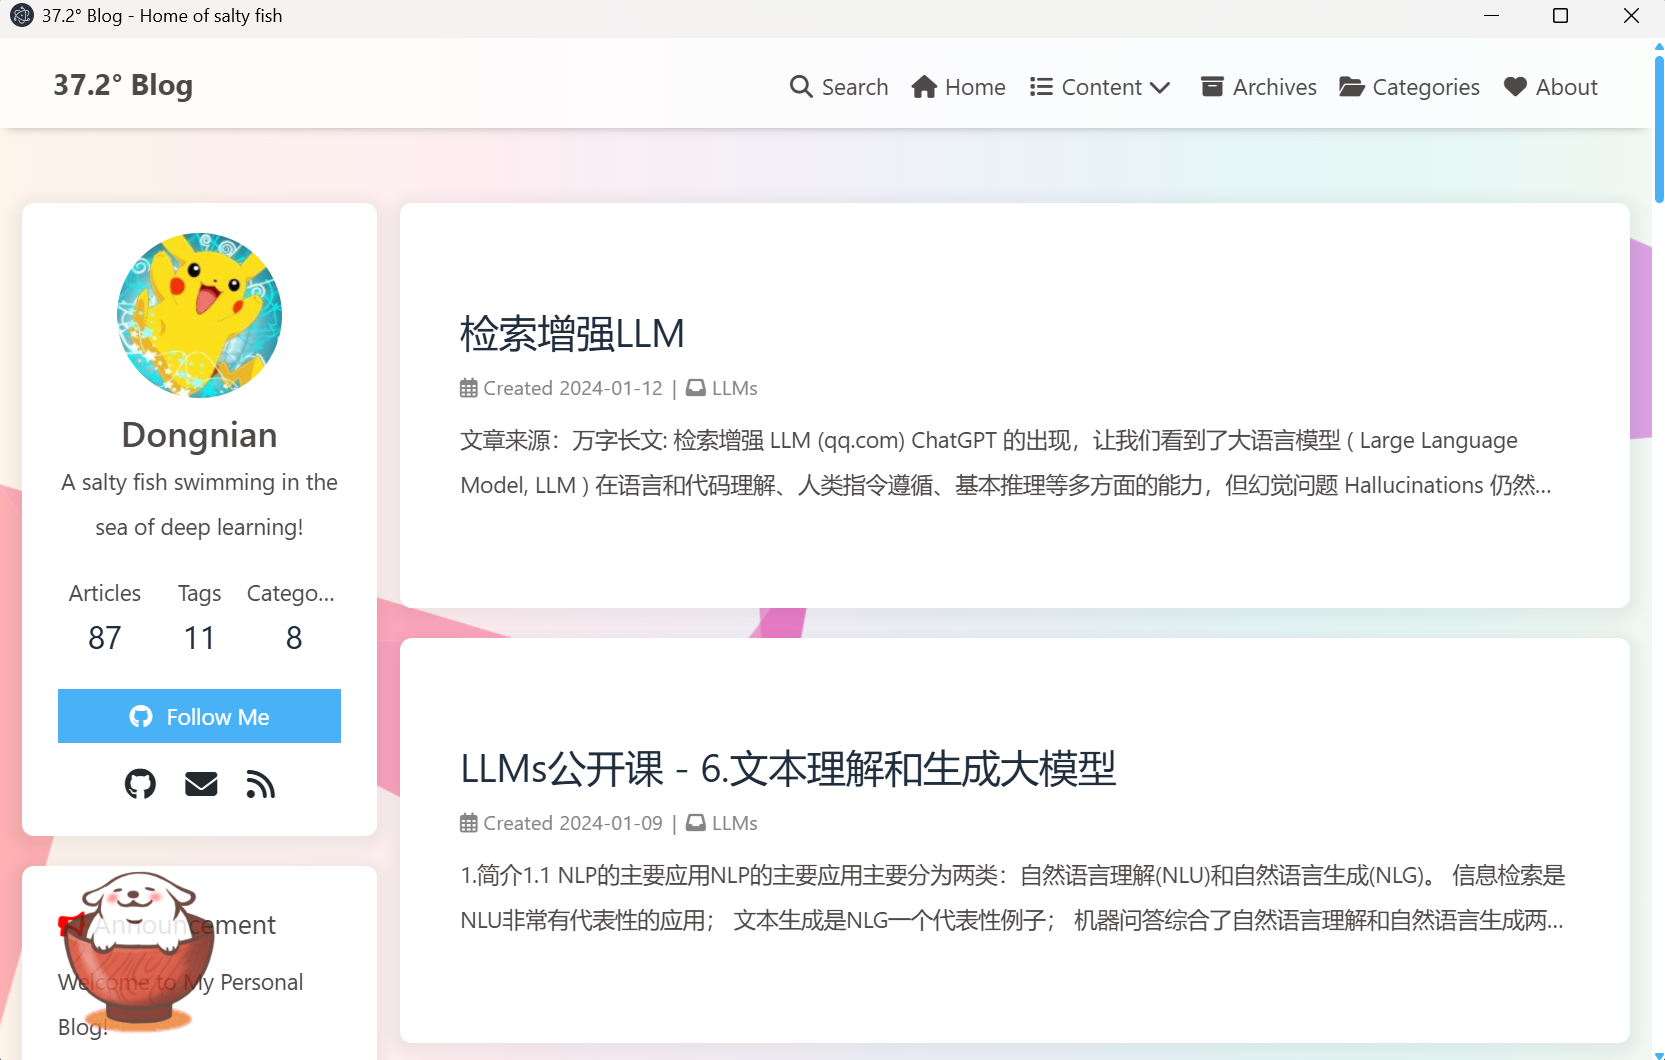 37.2° Blog - Home of salty fish
37.2° Blog
Search
Home
Content
Archives
Categories
About
Dongnian
A salty fish swimming in the
sea of deep learning!
Articles
Tags
Catego...
87
11
8
Follow Me
Announcement
Welcome to My Personal
Blog!
检索增强LLM
Created 2024-01-12 | LLMs
文章来源：万字长文: 检索增强 LLM (qq.com) ChatGPT 的出现，让我们看到了大语言模型 ( Large Language
Model, LLM ) 在语言和代码理解、人类指令遵循、基本推理等多方面的能力，但幻觉问题 Hallucinations 仍然...
LLMs公开课 - 6.文本理解和生成大模型
Created 2024-01-09 | LLMs
1.简介1.1 NLP的主要应用NLP的主要应用主要分为两类：自然语言理解(NLU)和自然语言生成(NLG)。 信息检索是
NLU非常有代表性的应用； 文本生成是NLG一个代表性例子； 机器问答综合了自然语言理解和自然语言生成两...